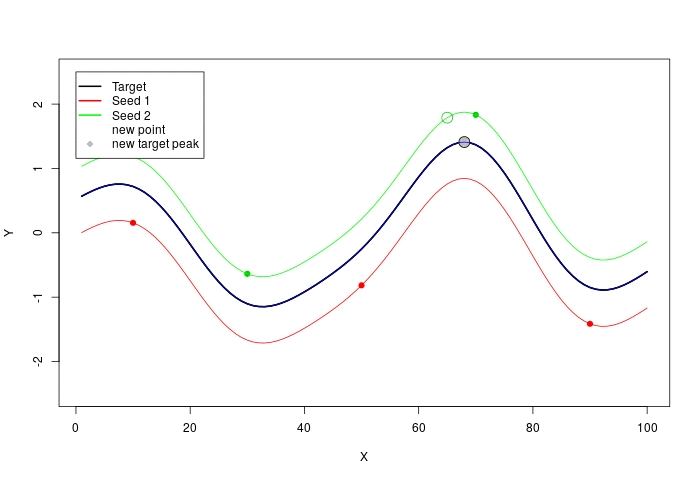 Target
Seed 1
Seed 2
new point
new target peak
2
1
0
-1
-2
Y
0 20 40 60 80 100
X